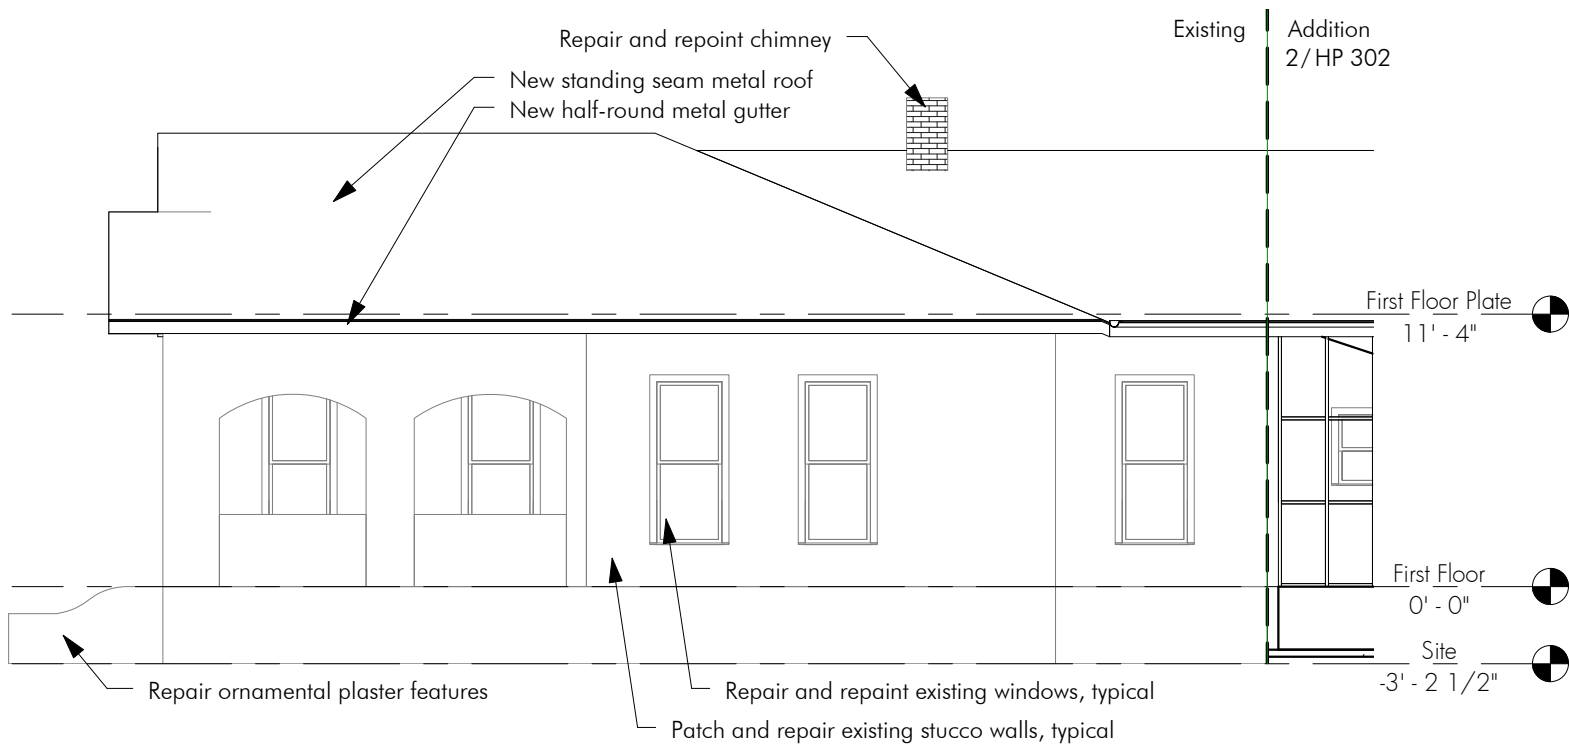 Existing
Addition
2/HP 302
Repair and repoint chimney
New standing seam metal roof
New half-round metal gutter
First Floor Plate
11' - 4"
First Floor
0' - 0"
Site
-3' - 2 1/2"
Repair ornamental plaster features
Repair and repaint existing windows, typical
Patch and repair existing stucco walls, typical